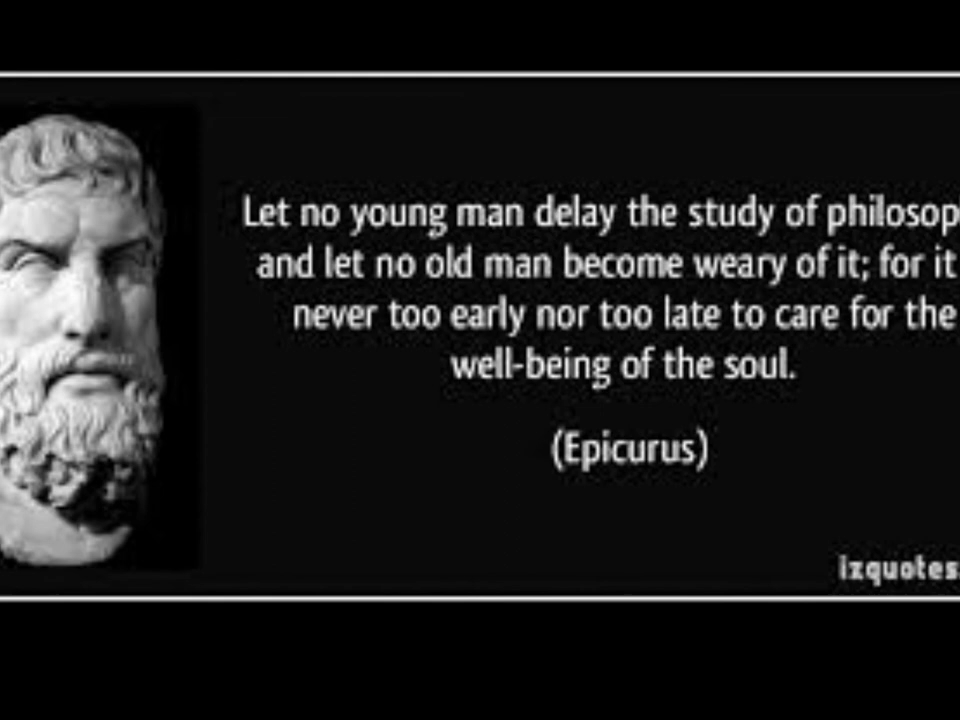 Let no young man delay the study of philosop
and let no old man become weary of it; for it
never too early nor too late to care for the
well-being of the soul.
(Epicurus)
izquotes